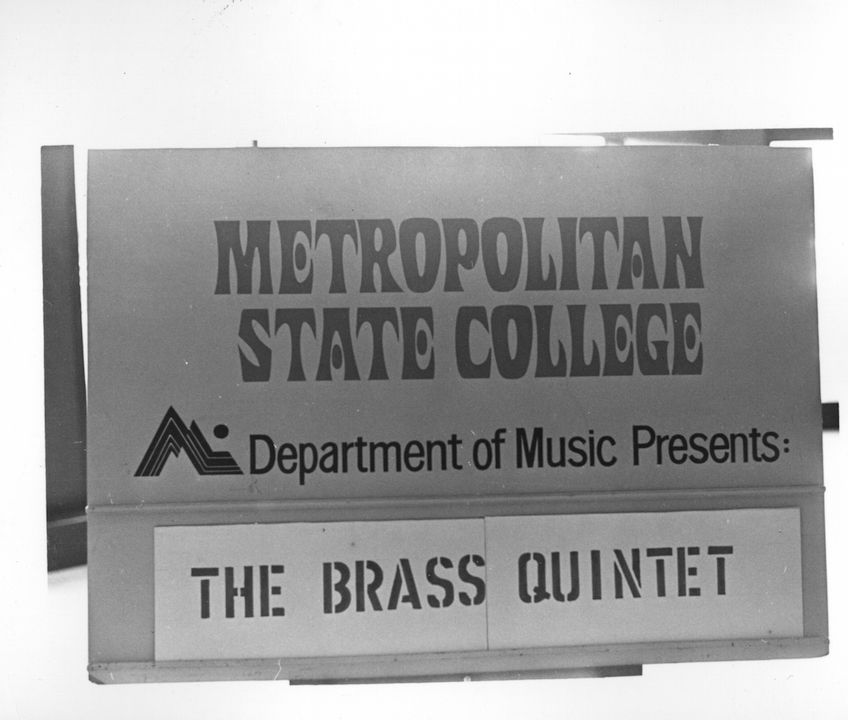 METROPOLITAN
STATE COLLEGE
Department of Music Presents:
THE BRASS QUINTET